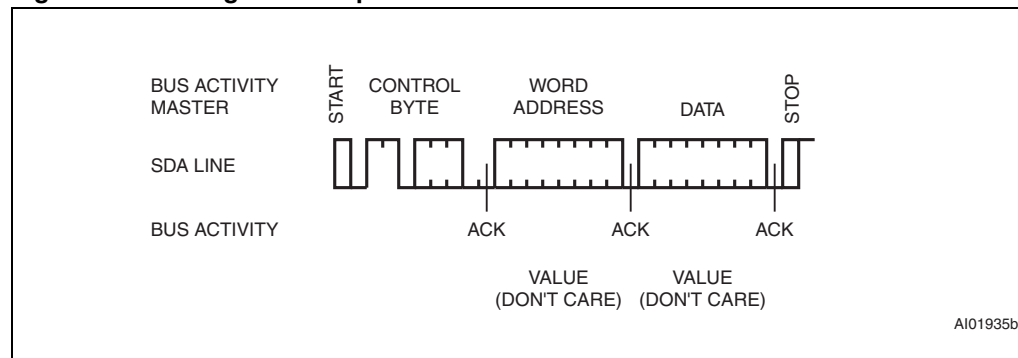 BUS ACTIVITY
MASTER
START
CONTROL
BYTE
WORD
ADDRESS
DATA
STOP
SDA LINE
BUS ACTIVITY
ACK
ACK
ACK
VALUE
(DON'T CARE)
VALUE
(DON'T CARE)
AI01935b